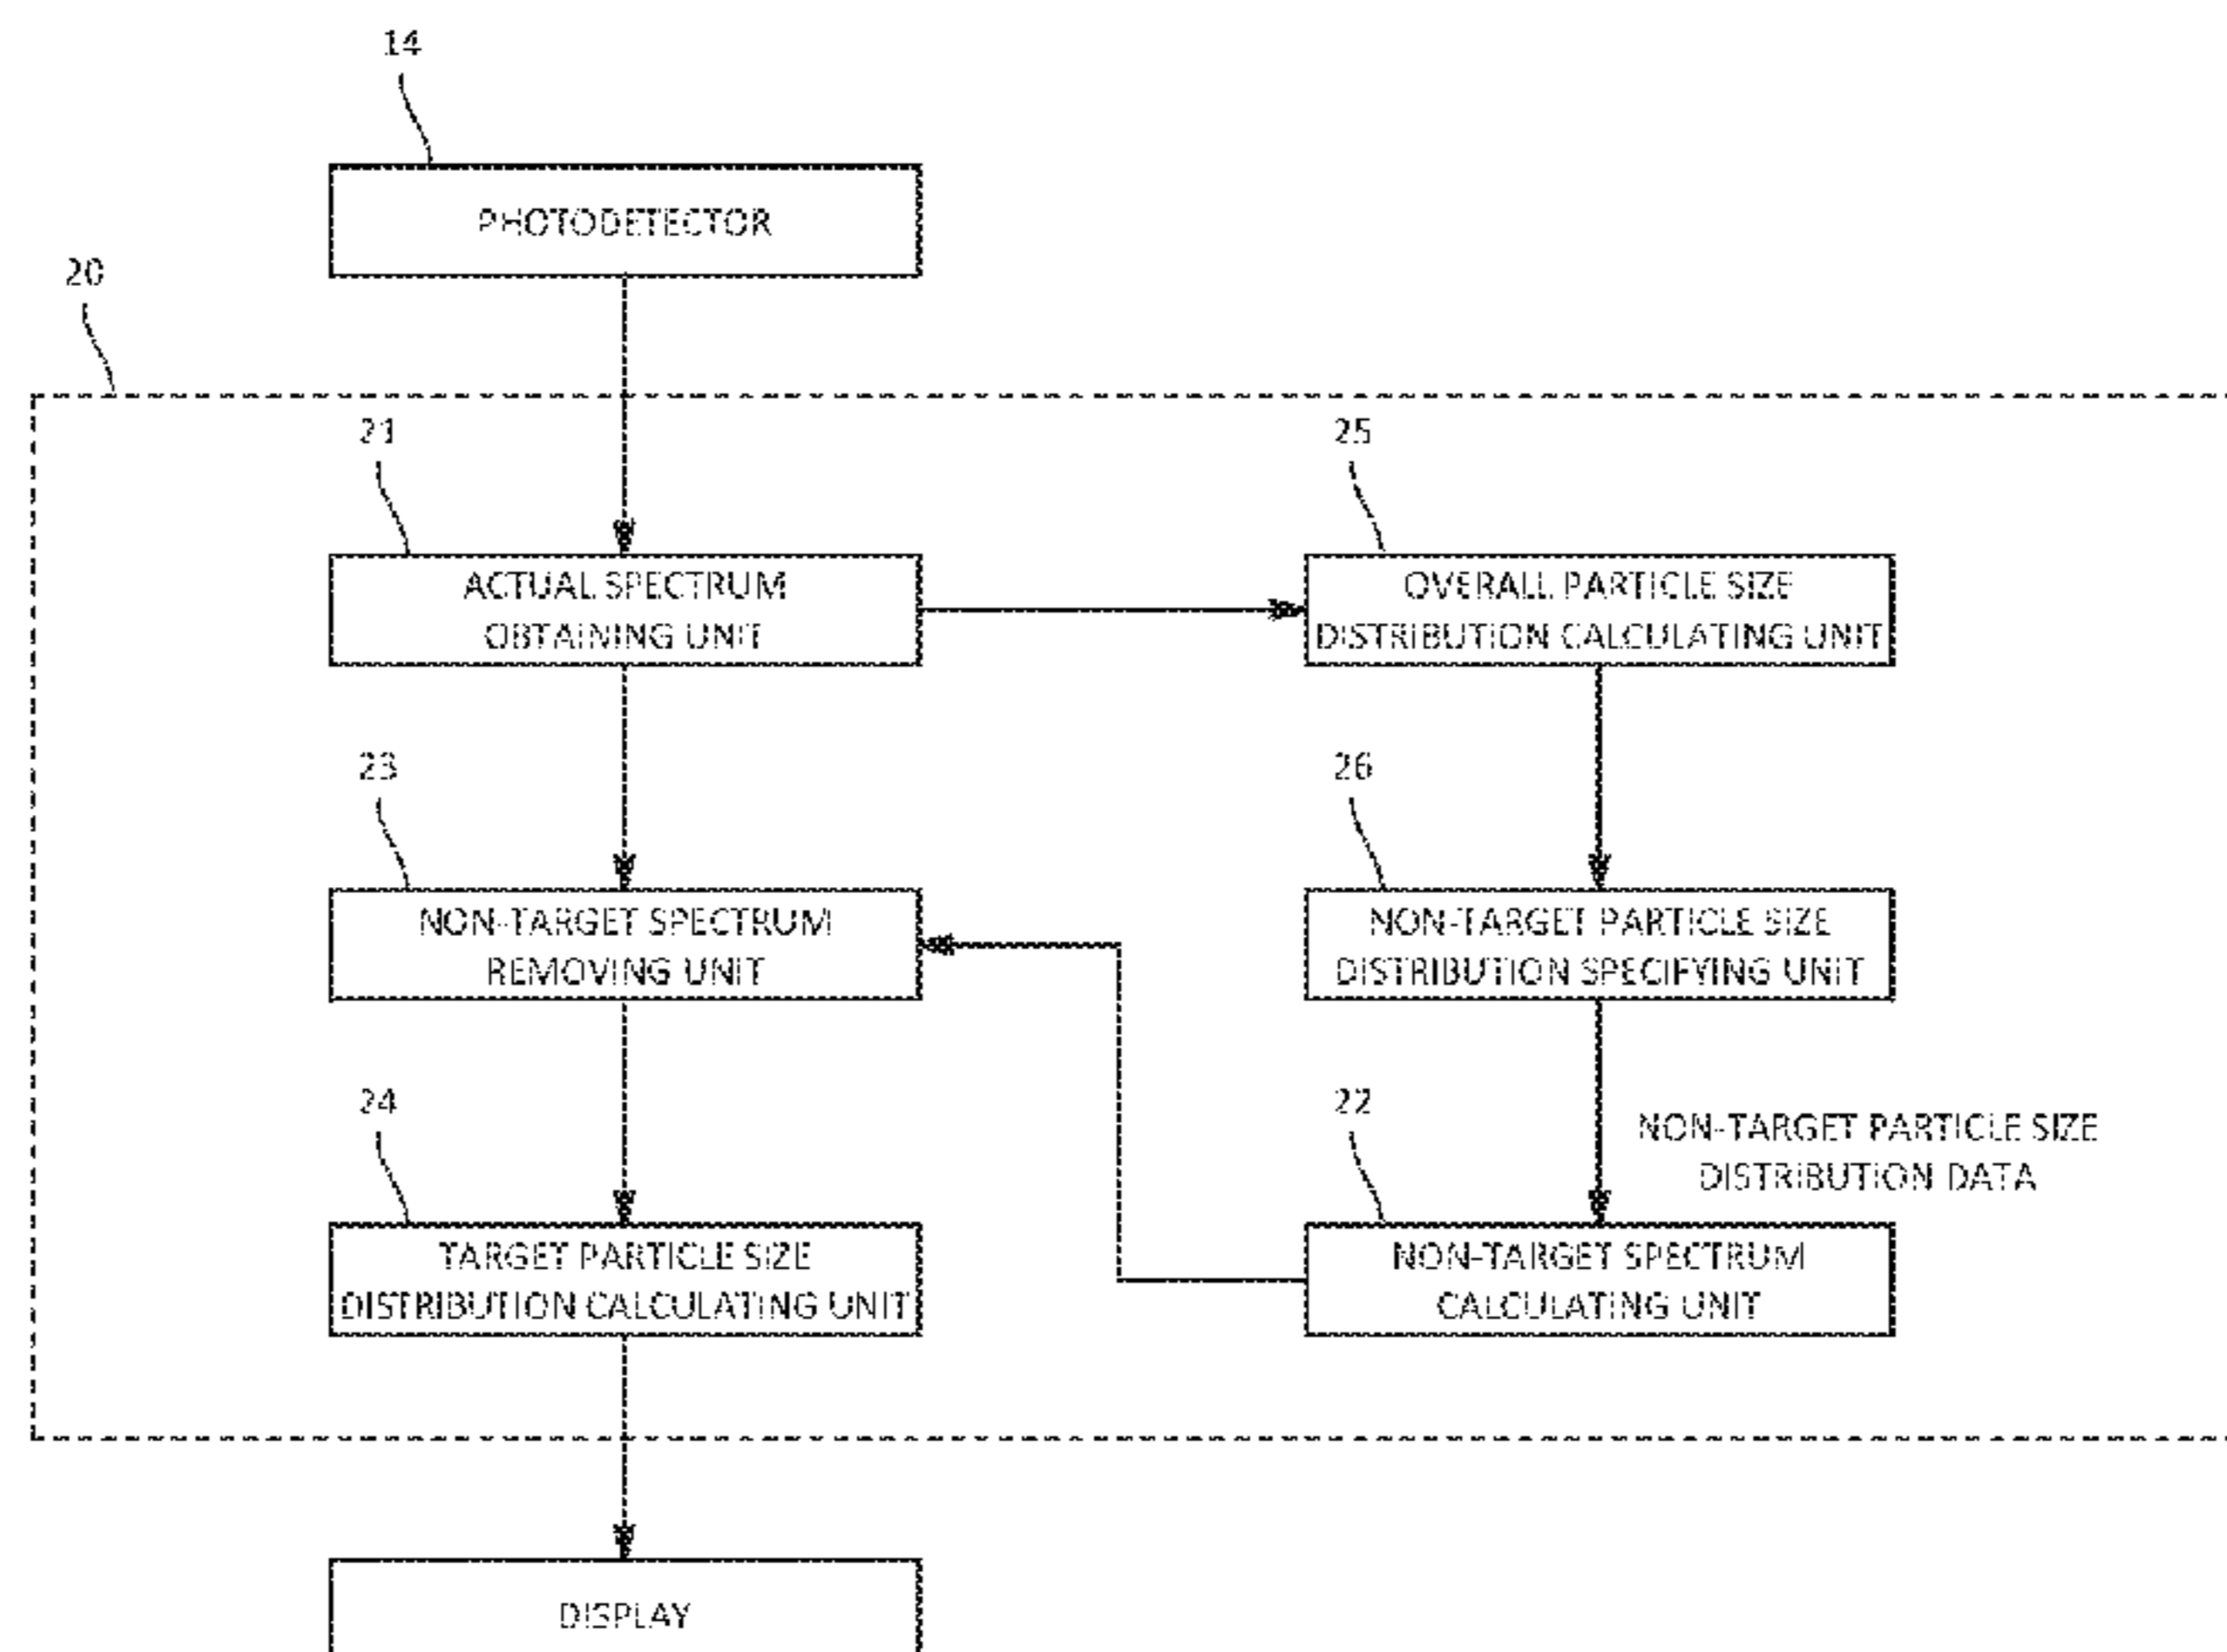 14
PHOTODETECTOR
20
21
25
ACTUAL SPECTRUM
OBTAINING UNIT
OVERALL PARTICLE SIZE
DISTRIBUTION CALCULATING UNIT
23
26
NON-TARGET SPECTRUM
REMOVING UNIT
NON-TARGET PARTICLE SIZE
DISTRIBUTION SPECIFYING UNIT
24
22
NON-TARGET PARTICLE SIZE
DISTRIBUTION DATA
TARGET PARTICLE SIZE
DISTRIBUTION CALCULATING UNIT
NON-TARGET SPECTRUM
CALCULATING UNIT
DISPLAY